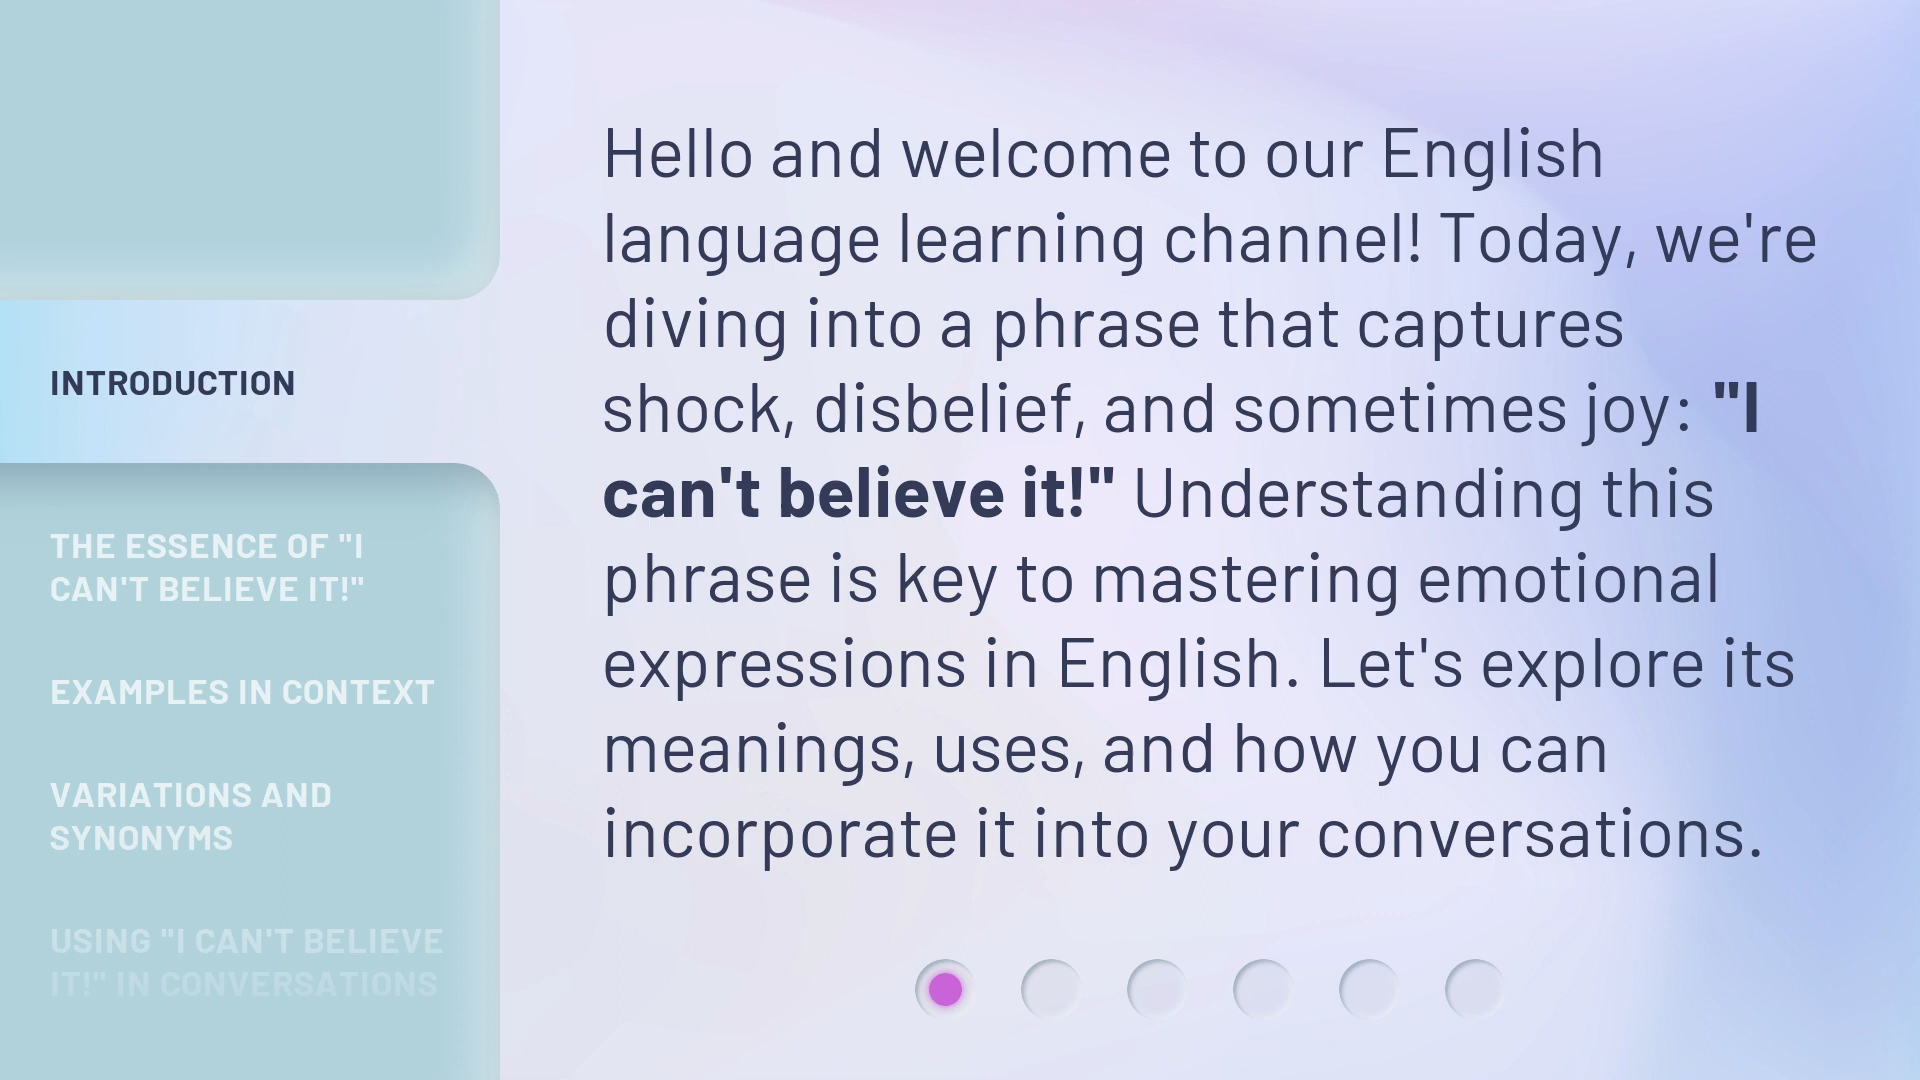 INTRODUCTION
THE ESSENCE OF "I
CAN'T BELIEVE IT!"
EXAMPLES IN CONTEXT
VARIATIONS AND
SYNONYMS
USING "I CAN'T BELIEVE
IT!" IN CONVERSATIONS
Hello and welcome to our English
language learning channel! Today, we're
diving into a phrase that captures
shock, disbelief, and sometimes joy: "I
can't believe it!" Understanding this
phrase is key to mastering emotional
expressions in English. Let's explore its
meanings, uses, and how you can
incorporate it into your conversations.